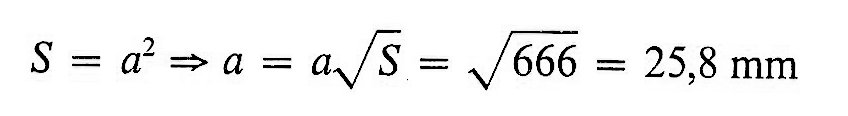 S = a² ⇒ a = a√S = √666 = 25,8 mm